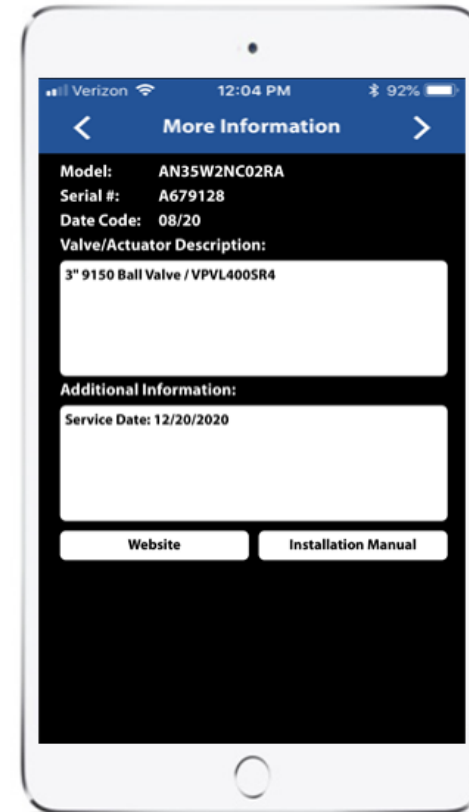 Verizon 12:04 PM 92%
More Information
Model: AN35W2NC02RA
Serial #: A679128
Date Code: 08/20
Valve/Actuator Description:
3" 9150 Ball Valve / VPVL400SR4
Additional Information:
Service Date: 12/20/2020
Website Installation Manual